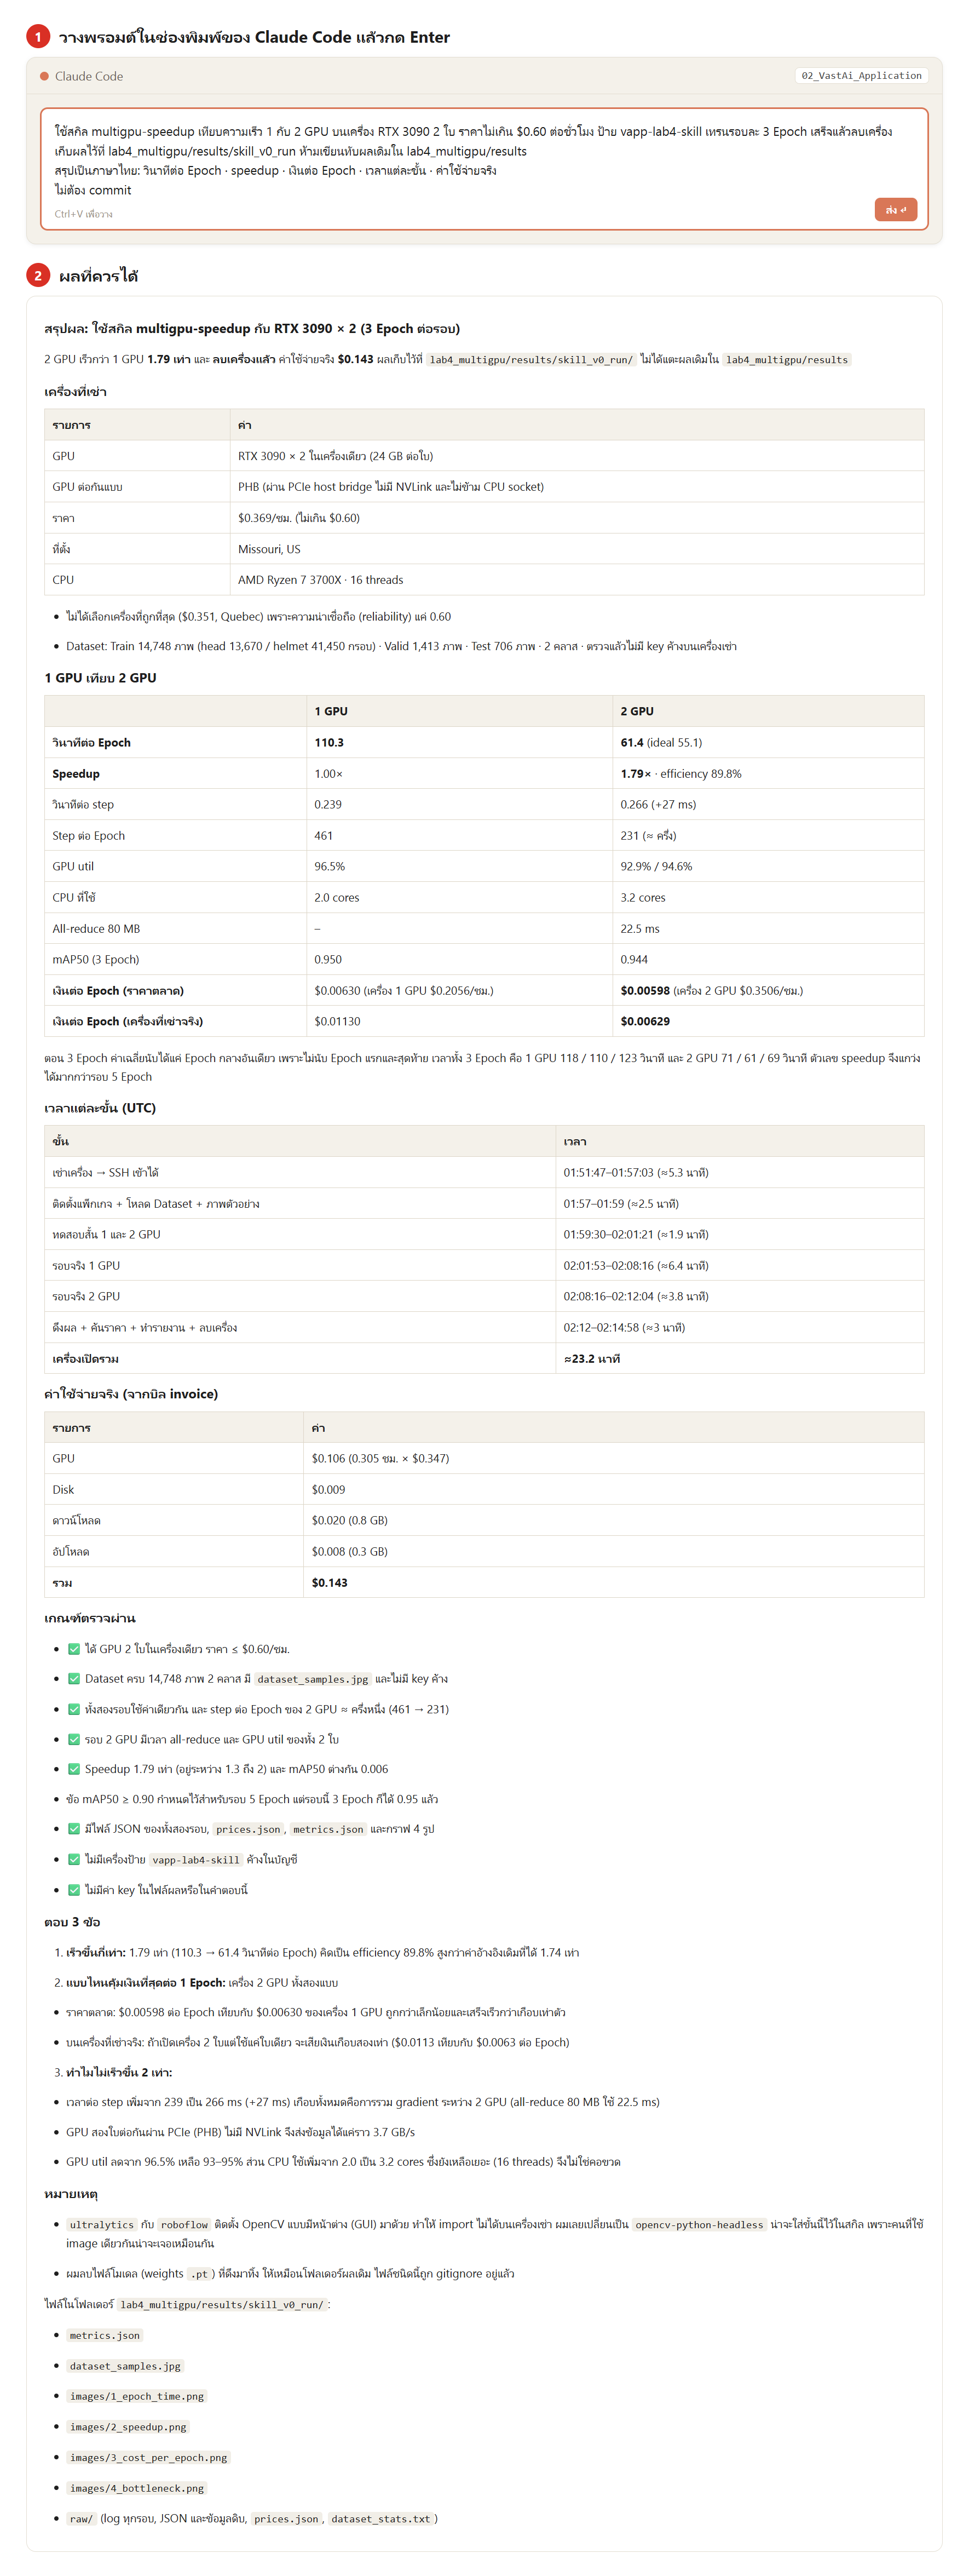 1 วางพรอมต์ในช่องพิมพ์ของ Claude Code แล้วกด Enter
Claude Code
02_VastAi_Application
ใช้สกิล multigpu-speedup เทียบความเร็ว 1 กับ 2 GPU บนเครื่อง RTX 3090 2 ใบ ราคาไม่เกิน $0.60 ต่อชั่วโมง ป้าย vapp-lab4-skill เทรนรอบละ 3 Epoch เสร็จแล้วลบเครื่อง
เก็บผลไว้ที่ lab4_multigpu/results/skill_v0_run ห้ามเขียนทับผลเดิมใน lab4_multigpu/results
สรุปเป็นภาษาไทย: วินาทีต่อ Epoch · speedup · เงินต่อ Epoch · เวลาแต่ละขั้น · ค่าใช้จ่ายจริง
ไม่ต้อง commit
Ctrl+V เพื่อวาง
ส่ง ↵
2 ผลที่ควรได้
สรุปผล: ใช้สกิล multigpu-speedup กับ RTX 3090 × 2 (3 Epoch ต่อรอบ)
2 GPU เร็วกว่า 1 GPU 1.79 เท่า และ ลบเครื่องแล้ว ค่าใช้จ่ายจริง $0.143 ผลเก็บไว้ที่ lab4_multigpu/results/skill_v0_run/ ไม่ได้แตะผลเดิมใน lab4_multigpu/results
เครื่องที่เช่า
รายการ ค่า
GPU RTX 3090 × 2 ในเครื่องเดียว (24 GB ต่อใบ)
GPU ต่อกันแบบ PHB (ผ่าน PCIe host bridge ไม่มี NVLink และไม่ข้าม CPU socket)
ราคา $0.369/ชม. (ไม่เกิน $0.60)
ที่ตั้ง Missouri, US
CPU AMD Ryzen 7 3700X · 16 threads
• ไม่ได้เลือกเครื่องที่ถูกที่สุด ($0.351, Quebec) เพราะความน่าเชื่อถือ (reliability) แค่ 0.60
• Dataset: Train 14,748 ภาพ (head 13,670 / helmet 41,450 กรอบ) · Valid 1,413 ภาพ · Test 706 ภาพ · 2 คลาส · ตรวจแล้วไม่มี key ค้างบนเครื่องเช่า
1 GPU เทียบ 2 GPU
1 GPU 2 GPU
วินาทีต่อ Epoch 110.3 61.4 (ideal 55.1)
Speedup 1.00× 1.79× · efficiency 89.8%
วินาทีต่อ step 0.239 0.266 (+27 ms)
Step ต่อ Epoch 461 231 (≈ ครึ่ง)
GPU util 96.5% 92.9% / 94.6%
CPU ที่ใช้ 2.0 cores 3.2 cores
All-reduce 80 MB – 22.5 ms
mAP50 (3 Epoch) 0.950 0.944
เงินต่อ Epoch (ราคาตลาด) $0.00630 (เครื่อง 1 GPU $0.2056/ชม.) $0.00598 (เครื่อง 2 GPU $0.3506/ชม.)
เงินต่อ Epoch (เครื่องที่เช่าจริง) $0.01130 $0.00629
ตอน 3 Epoch ค่าเฉลี่ยนับได้แค่ Epoch กลางอันเดียว เพราะไม่นับ Epoch แรกและสุดท้าย เวลาทั้ง 3 Epoch คือ 1 GPU 118 / 110 / 123 วินาที และ 2 GPU 71 / 61 / 69 วินาที ตัวเลข speedup จึงแกว่ง
ได้มากกว่ารอบ 5 Epoch
เวลาแต่ละขั้น (UTC)
ขั้น เวลา
เช่าเครื่อง → SSH เข้าได้ 01:51:47–01:57:03 (≈5.3 นาที)
ติดตั้งแพ็กเกจ + โหลด Dataset + ภาพตัวอย่าง 01:57–01:59 (≈2.5 นาที)
ทดสอบสั้น 1 และ 2 GPU 01:59:30–02:01:21 (≈1.9 นาที)
รอบจริง 1 GPU 02:01:53–02:08:16 (≈6.4 นาที)
รอบจริง 2 GPU 02:08:16–02:12:04 (≈3.8 นาที)
ดึงผล + ค้นราคา + ทำรายงาน + ลบเครื่อง 02:12–02:14:58 (≈3 นาที)
เครื่องเปิดรวม ≈23.2 นาที
ค่าใช้จ่ายจริง (จากบิล invoice)
รายการ ค่า
GPU $0.106 (0.305 ชม. × $0.347)
Disk $0.009
ดาวน์โหลด $0.020 (0.8 GB)
อัปโหลด $0.008 (0.3 GB)
รวม $0.143
เกณฑ์ตรวจผ่าน
• ✅ ได้ GPU 2 ใบในเครื่องเดียว ราคา ≤ $0.60/ชม.
• ✅ Dataset ครบ 14,748 ภาพ 2 คลาส มี dataset_samples.jpg และไม่มี key ค้าง
• ✅ ทั้งสองรอบใช้ค่าเดียวกัน และ step ต่อ Epoch ของ 2 GPU ≈ ครึ่งหนึ่ง (461 → 231)
• ✅ รอบ 2 GPU มีเวลา all-reduce และ GPU util ของทั้ง 2 ใบ
• ✅ Speedup 1.79 เท่า (อยู่ระหว่าง 1.3 ถึง 2) และ mAP50 ต่างกัน 0.006
• ข้อ mAP50 ≥ 0.90 กำหนดไว้สำหรับรอบ 5 Epoch แต่รอบนี้ 3 Epoch ก็ได้ 0.95 แล้ว
• ✅ มีไฟล์ JSON ของทั้งสองรอบ, prices.json, metrics.json และกราฟ 4 รูป
• ✅ ไม่มีเครื่องป้าย vapp-lab4-skill ค้างในบัญชี
• ✅ ไม่มีค่า key ในไฟล์ผลหรือในคำตอบนี้
ตอบ 3 ข้อ
1. เร็วขึ้นกี่เท่า: 1.79 เท่า (110.3 → 61.4 วินาทีต่อ Epoch) คิดเป็น efficiency 89.8% สูงกว่าค่าอ้างอิงเดิมที่ได้ 1.74 เท่า
2. แบบไหนคุ้มเงินที่สุดต่อ 1 Epoch: เครื่อง 2 GPU ทั้งสองแบบ
• ราคาตลาด: $0.00598 ต่อ Epoch เทียบกับ $0.00630 ของเครื่อง 1 GPU ถูกกว่าเล็กน้อยและเสร็จเร็วกว่าเกือบเท่าตัว
• บนเครื่องที่เช่าจริง: ถ้าเปิดเครื่อง 2 ใบแต่ใช้แค่ใบเดียว จะเสียเงินเกือบสองเท่า ($0.0113 เทียบกับ $0.0063 ต่อ Epoch)
3. ทำไมไม่เร็วขึ้น 2 เท่า:
• เวลาต่อ step เพิ่มจาก 239 เป็น 266 ms (+27 ms) เกือบทั้งหมดคือการรวม gradient ระหว่าง 2 GPU (all-reduce 80 MB ใช้ 22.5 ms)
• GPU สองใบต่อกันผ่าน PCIe (PHB) ไม่มี NVLink จึงส่งข้อมูลได้แค่ราว 3.7 GB/s
• GPU util ลดจาก 96.5% เหลือ 93–95% ส่วน CPU ใช้เพิ่มจาก 2.0 เป็น 3.2 cores ซึ่งยังเหลือเยอะ (16 threads) จึงไม่ใช่คอขวด
หมายเหตุ
• ultralytics กับ roboflow ติดตั้ง OpenCV แบบมีหน้าต่าง (GUI) มาด้วย ทำให้ import ไม่ได้บนเครื่องเช่า ผมเลยเปลี่ยนเป็น opencv-python-headless น่าจะใส่ขั้นนี้ไว้ในสกิล เพราะคนที่ใช้
image เดียวกันน่าจะเจอเหมือนกัน
• ผมลบไฟล์โมเดล (weights .pt) ที่ดึงมาทิ้ง ให้เหมือนโฟลเดอร์ผลเดิม ไฟล์ชนิดนี้ถูก gitignore อยู่แล้ว
ไฟล์ในโฟลเดอร์ lab4_multigpu/results/skill_v0_run/:
• metrics.json
• dataset_samples.jpg
• images/1_epoch_time.png
• images/2_speedup.png
• images/3_cost_per_epoch.png
• images/4_bottleneck.png
• raw/ (log ทุกรอบ, JSON และข้อมูลดิบ, prices.json, dataset_stats.txt)